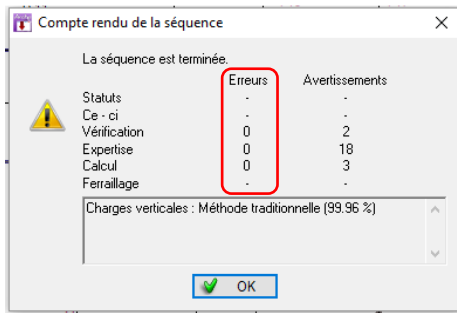 Compte rendu de la séquence
La séquence est terminée.
Erreurs Avertissements
Statuts - -
Ce - ci - -
Vérification 0 2
Expertise 0 18
Calcul 0 3
Ferraillage - -
Charges verticales : Méthode traditionnelle (99.96 %)
OK